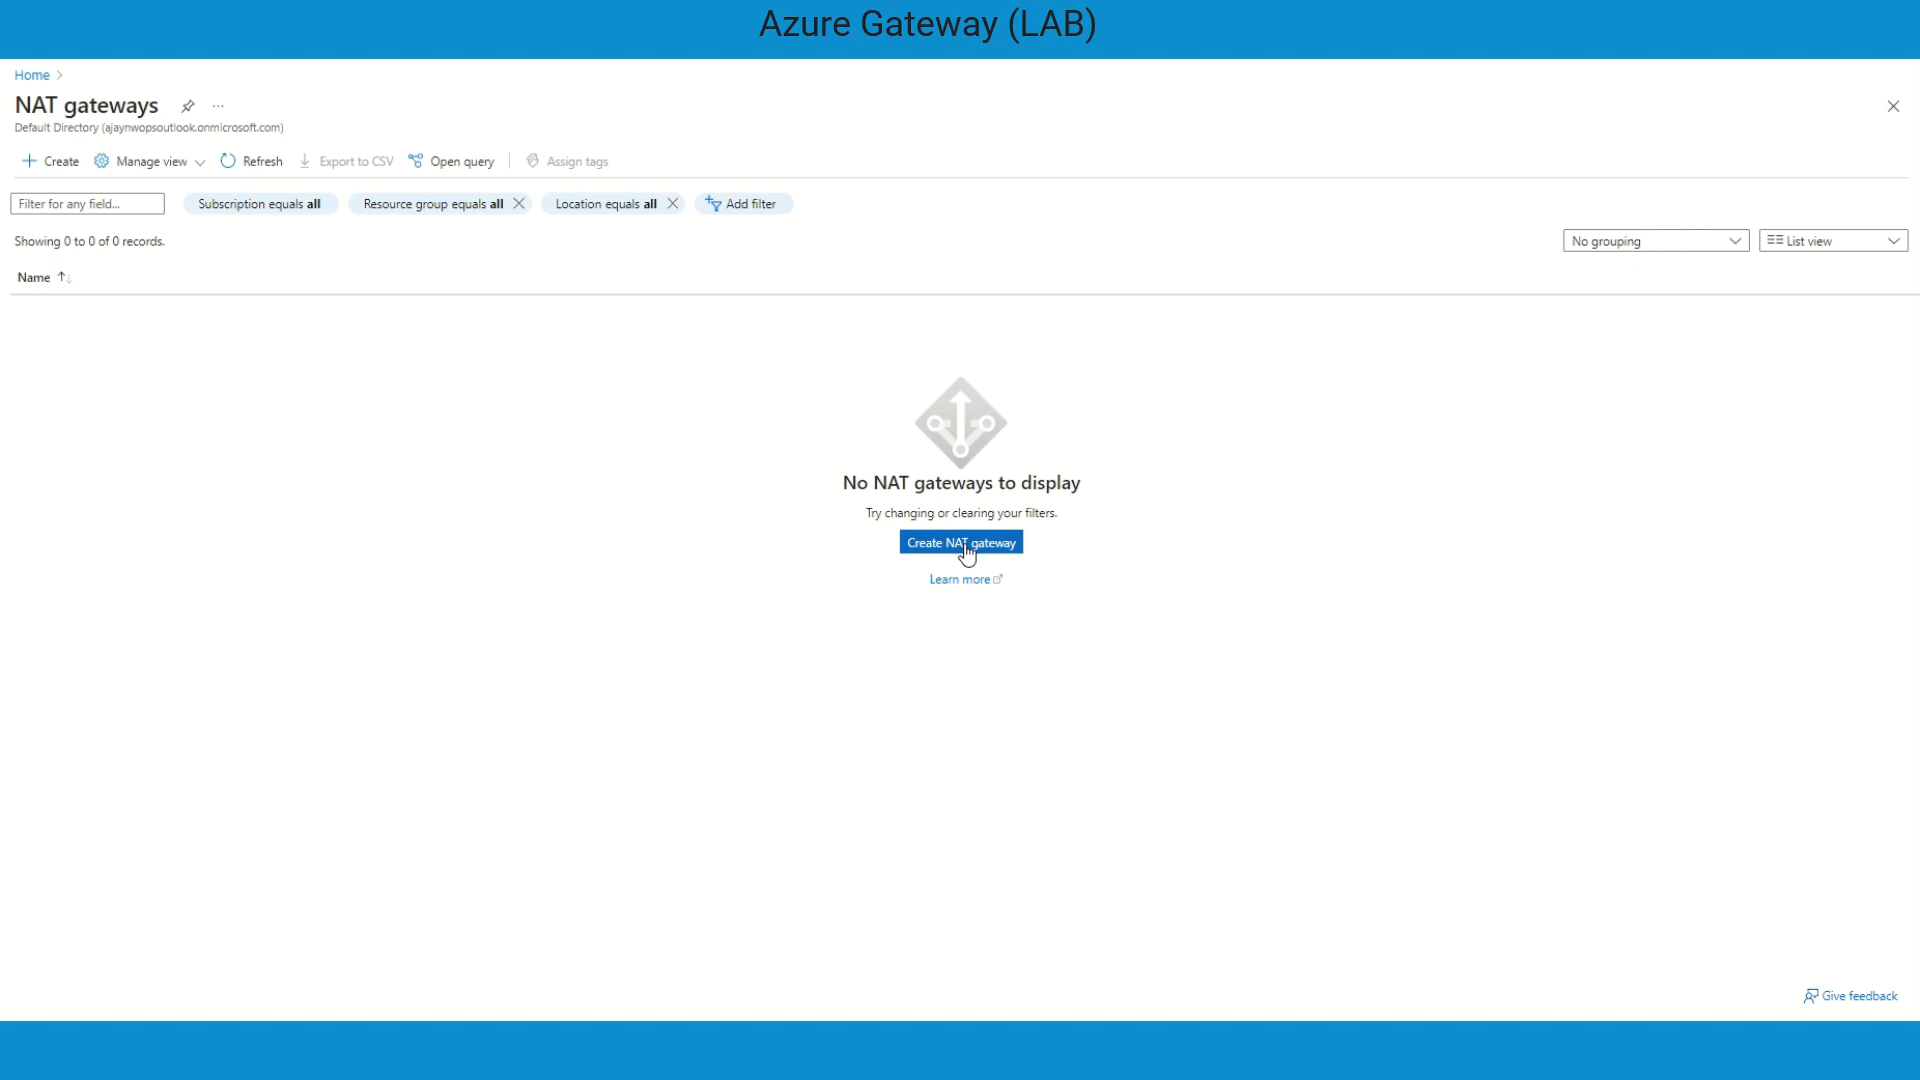 Azure Gateway (LAB)
Home
NAT gateways ...
Default Directory (ajaynwopsoutlook.onmicrosoft.com)
Create Manage view Refresh Export to CSV Open query Assign tags
Filter for any field... Subscription equals all Resource group equals all Location equals all Add filter
Showing 0 to 0 of 0 records. No grouping List view
Name
No NAT gateways to display
Try changing or clearing your filters.
Create NAT gateway
Learn more
Give feedback